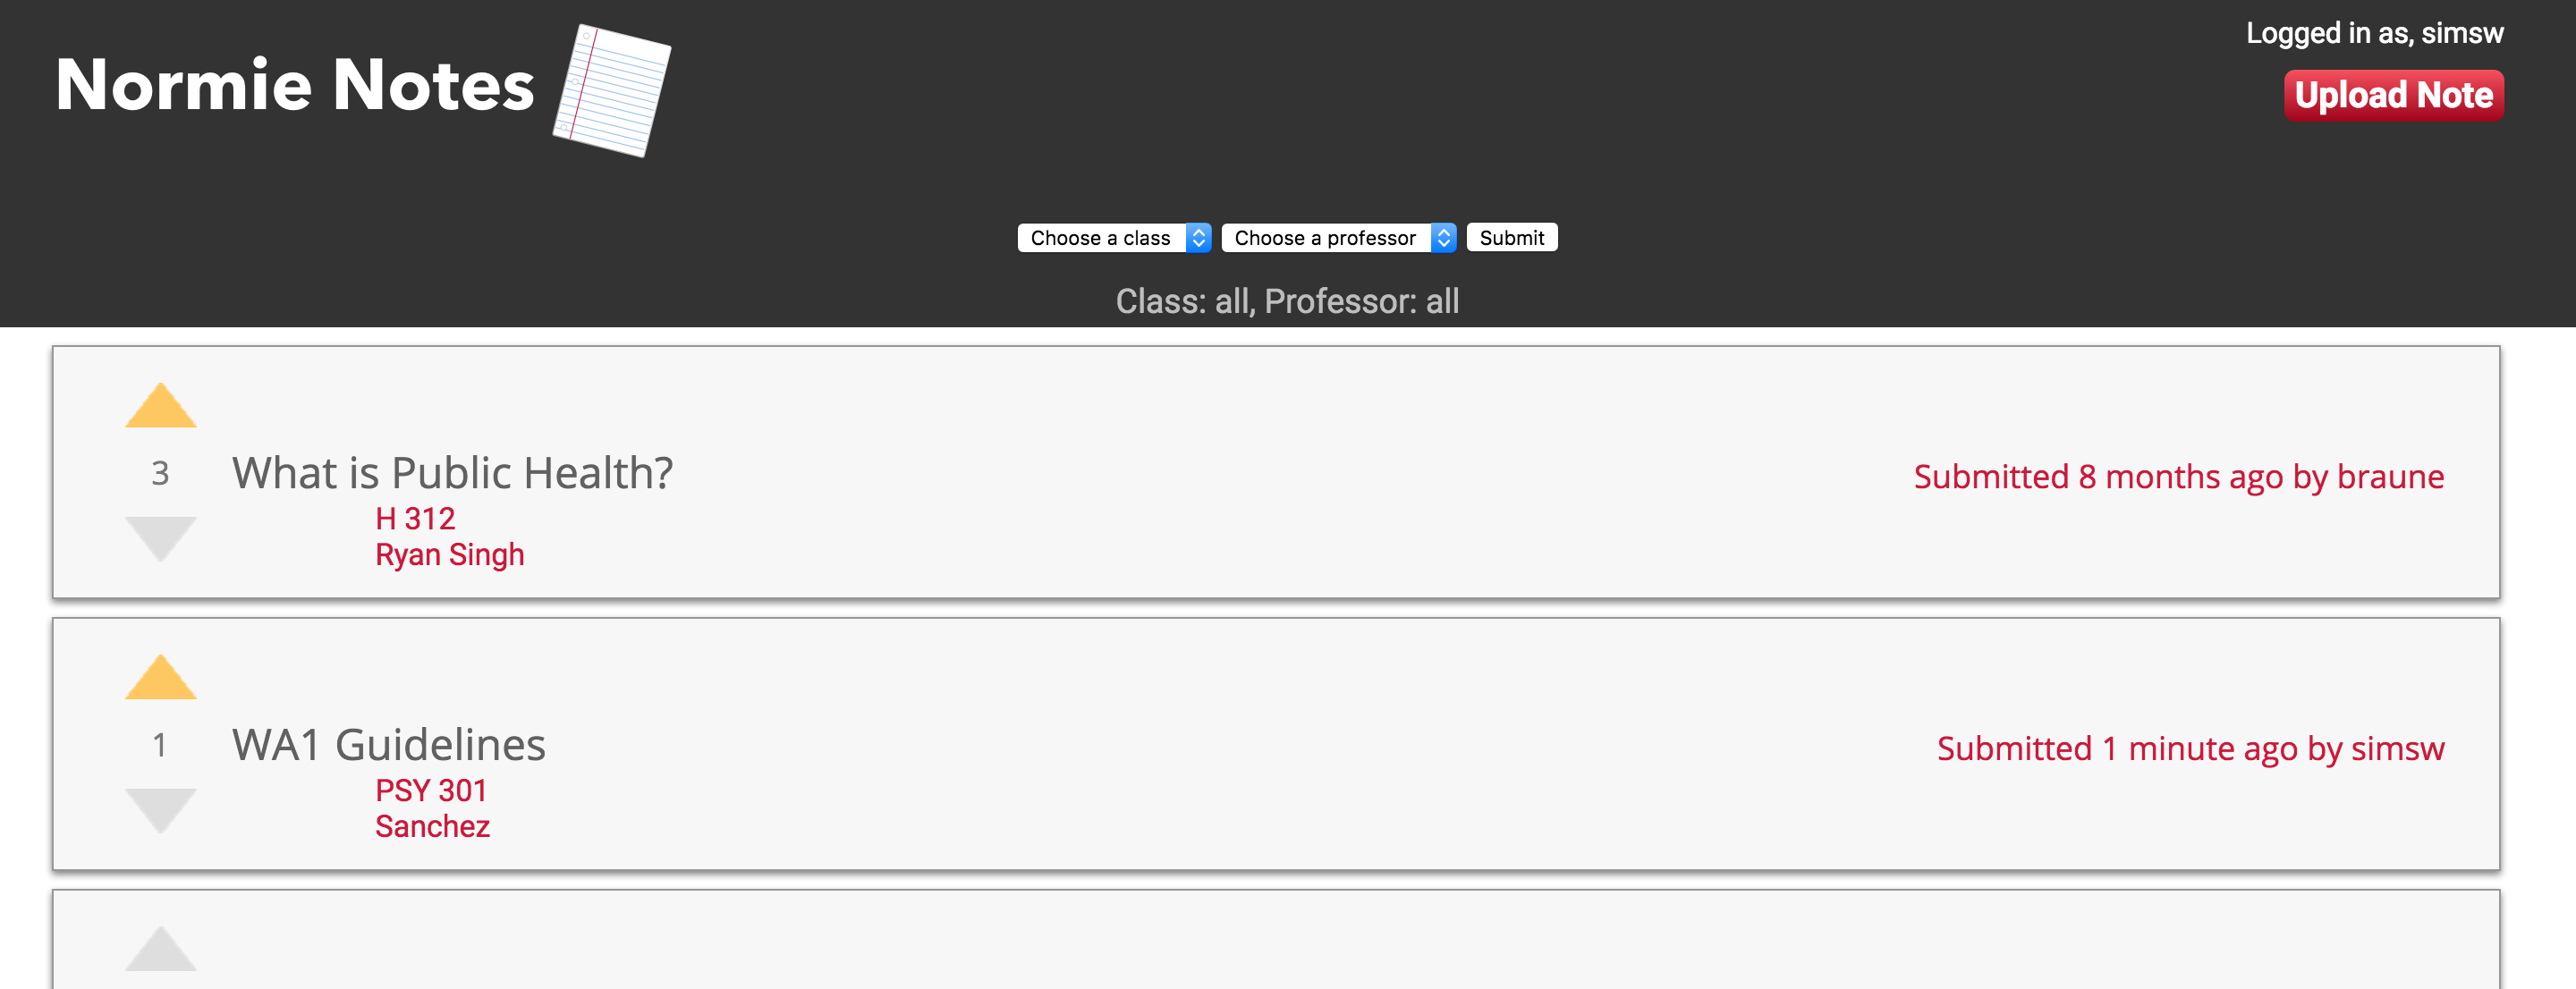 Normie Notes
Logged in as, simsw
Upload Note
Choose a class
Choose a professor
Submit
Class: all, Professor: all
3
What is Public Health?
H 312
Ryan Singh
Submitted 8 months ago by braune
1
WA1 Guidelines
PSY 301
Sanchez
Submitted 1 minute ago by simsw